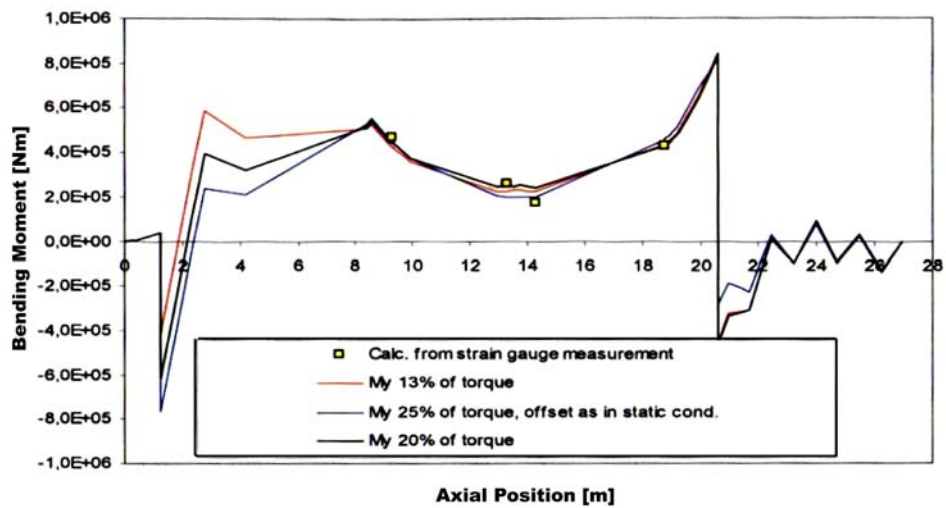 1,0E+06
8,0E+05
6,0E+05
4,0E+05
2,0E+05
0,0E+00
-2,0E+05
-4,0E+05
-6,0E+05
-8,0E+05
-1,0E+06
Bending Moment [Nm]
0 2 4 6 8 10 12 14 16 18 20 22 24 26 28
Calc. from strain gauge measurement
My 13% of torque
My 25% of torque, offset as in static cond.
My 20% of torque
Axial Position [m]